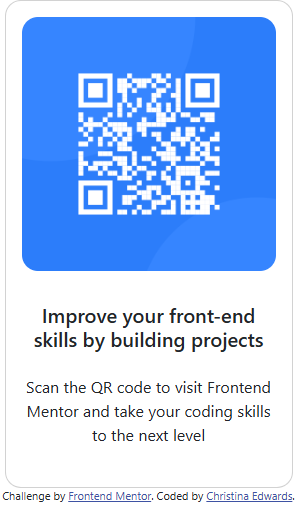 Improve your front-end
skills by building projects
Scan the QR code to visit Frontend
Mentor and take your coding skills
to the next level
Challenge by Frontend Mentor. Coded by Christina Edwards.